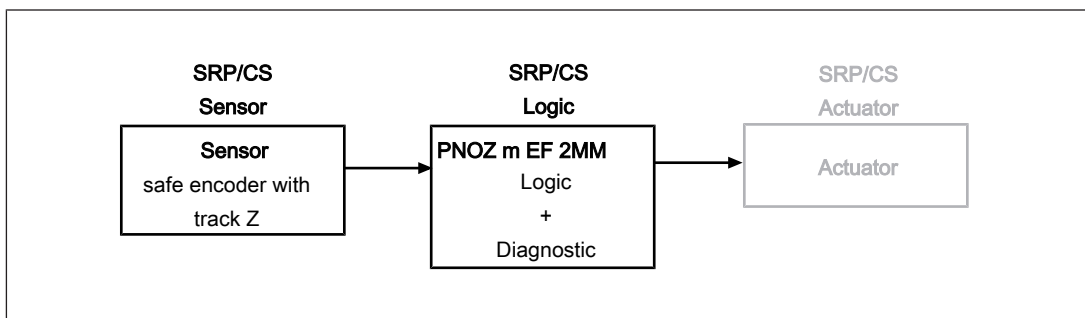 SRP/CS
Sensor
Sensor
safe encoder with
track Z
SRP/CS
Logic
PNOZ m EF 2MM
Logic
+
Diagnostic
SRP/CS
Actuator
Actuator